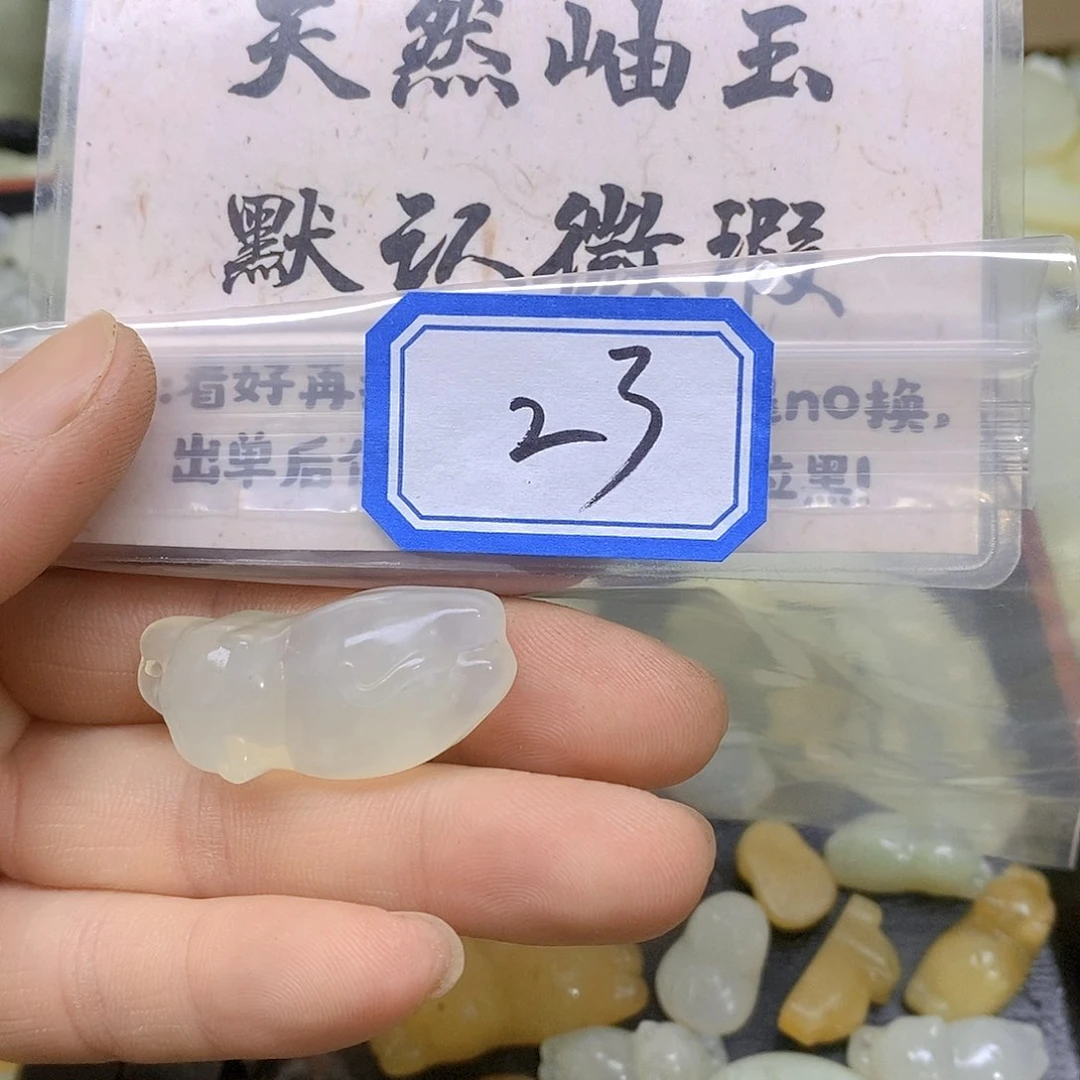 天然岫玉
默认微瑕
:看好再
no换,
出单后
拉黑!
23